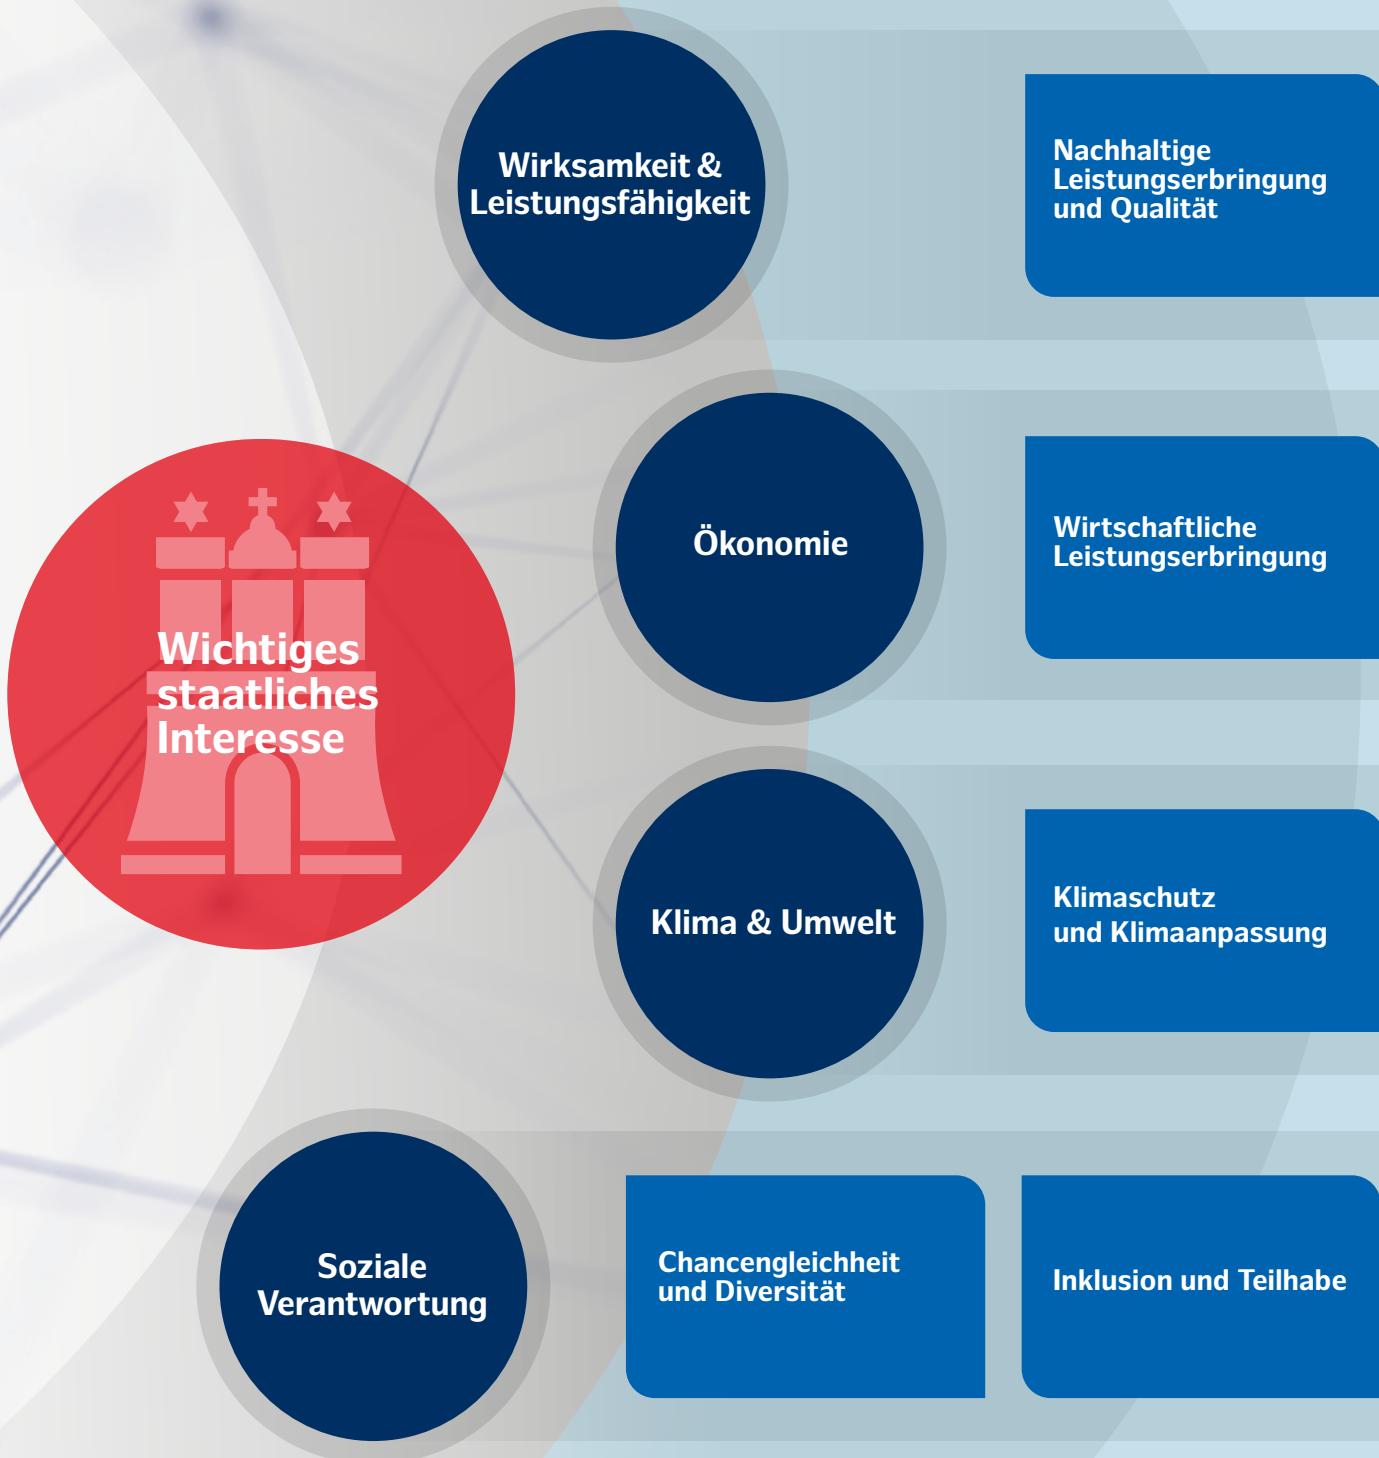 Wirksamkeit &
Leistungsfähigkeit
Nachhaltige
Leistungserbringung
und Qualität
Ökonomie
Wirtschaftliche
Leistungserbringung
Wichtiges
staatliches
Interesse
Klima & Umwelt
Klimaschutz
und Klimaanpassung
Soziale
Verantwortung
Chancengleichheit
und Diversität
Inklusion und Teilhabe